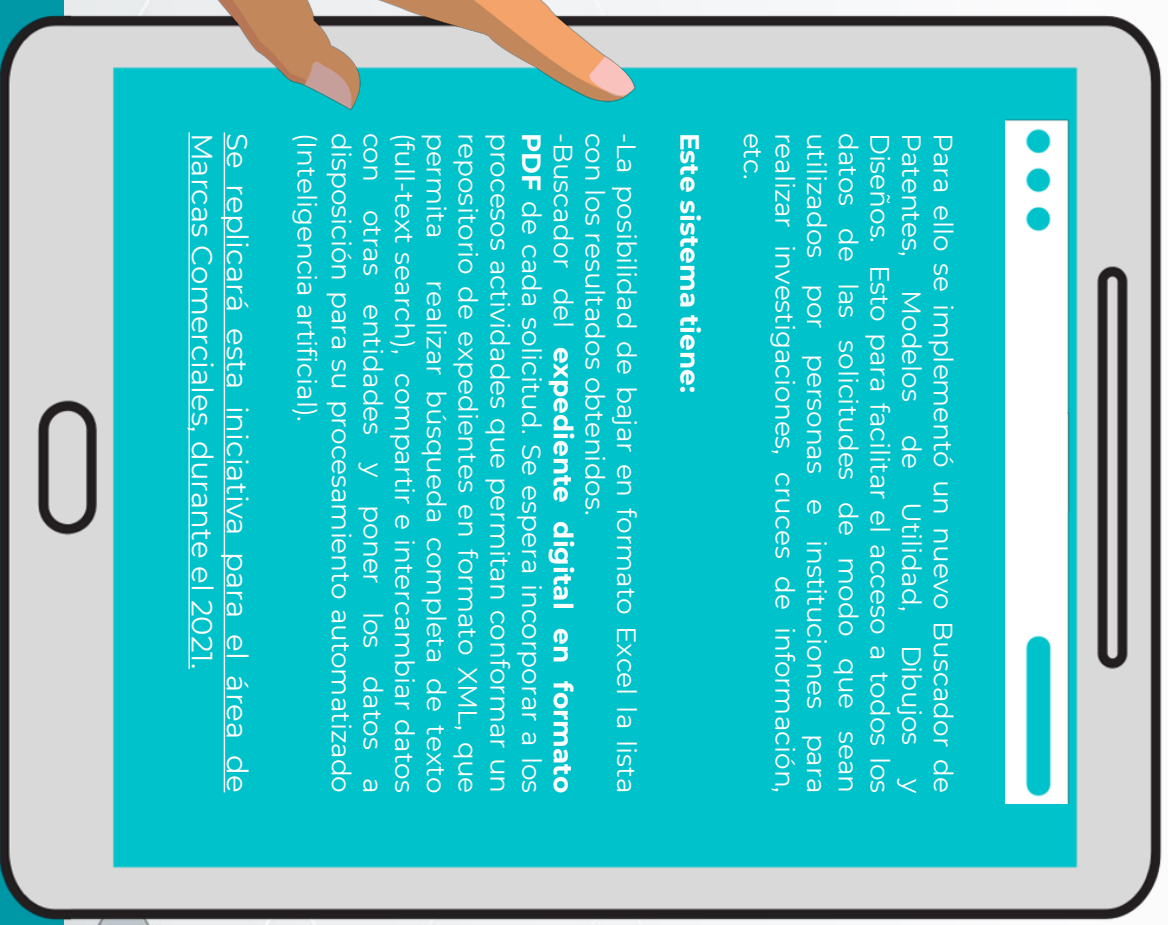 Para ello se implementó un nuevo Buscador de
Patentes, Modelos de Utilidad, Dibujos y
Diseños. Esto para facilitar el acceso a todos los
datos de las solicitudes de modo que sean
utilizados por personas e instituciones para
realizar investigaciones, cruces de información,
etc.
Este sistema tiene:
-La posibilidad de bajar en formato Excel la lista
con los resultados obtenidos.
-Buscador del expediente digital en formato
PDF de cada solicitud. Se espera incorporar a los
procesos actividades que permitan conformar un
repositorio de expedientes en formato XML, que
permita realizar búsqueda completa de texto
(full-text search), compartir e intercambiar datos
con otras entidades y poner los datos a
disposición para su procesamiento automatizado
(Inteligencia artificial).
Se replicará esta iniciativa para el área de
Marcas Comerciales, durante el 2021.